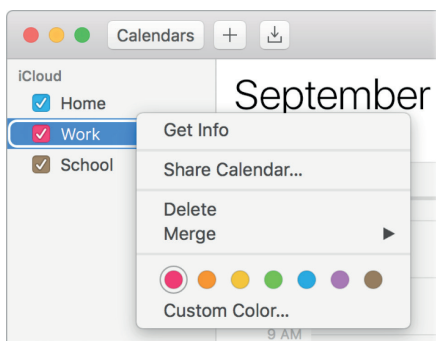 Calendars
iCloud
Home
Work
School
September
Get Info
Share Calendar...
Delete
Merge
Custom Color...
9 AM